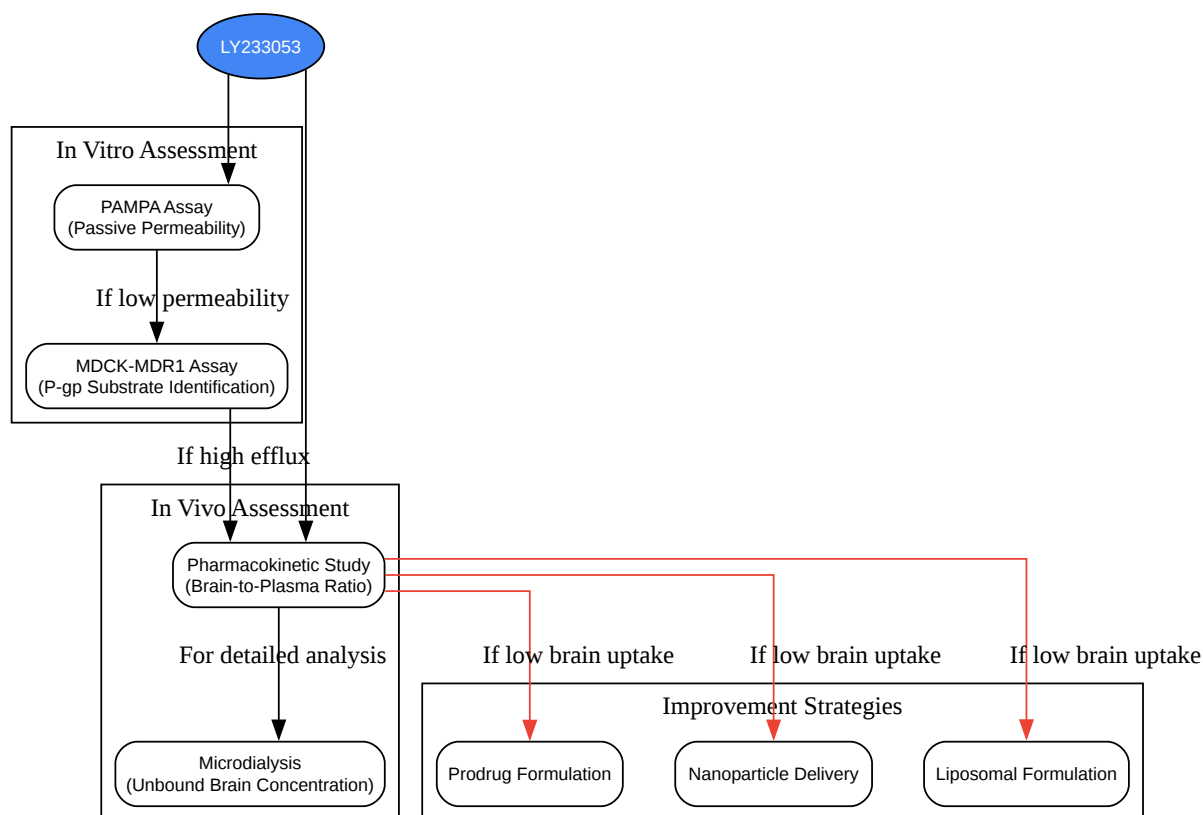 LY233053
In Vitro Assessment
PAMPA Assay
(Passive Permeability)
If low permeability
MDCK-MDR1 Assay
(P-gp Substrate Identification)
If high efflux
In Vivo Assessment
Pharmacokinetic Study
(Brain-to-Plasma Ratio)
For detailed analysis
If low brain uptake
If low brain uptake
If low brain uptake
Improvement Strategies
Microdialysis
(Unbound Brain Concentration)
Prodrug Formulation
Nanoparticle Delivery
Liposomal Formulation